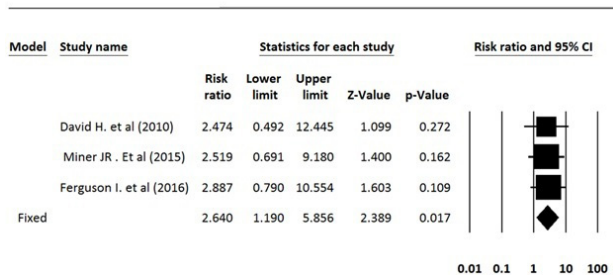 Model Study name Statistics for each study Risk ratio and 95% CI
Risk ratio Lower limit Upper limit Z-Value p-Value
David H. et al (2010) 2.474 0.492 12.445 1.099 0.272
Miner JR . Et al (2015) 2.519 0.691 9.180 1.400 0.162
Ferguson I. et al (2016) 2.887 0.790 10.554 1.603 0.109
Fixed 2.640 1.190 5.856 2.389 0.017
0.01 0.1 1 10 100